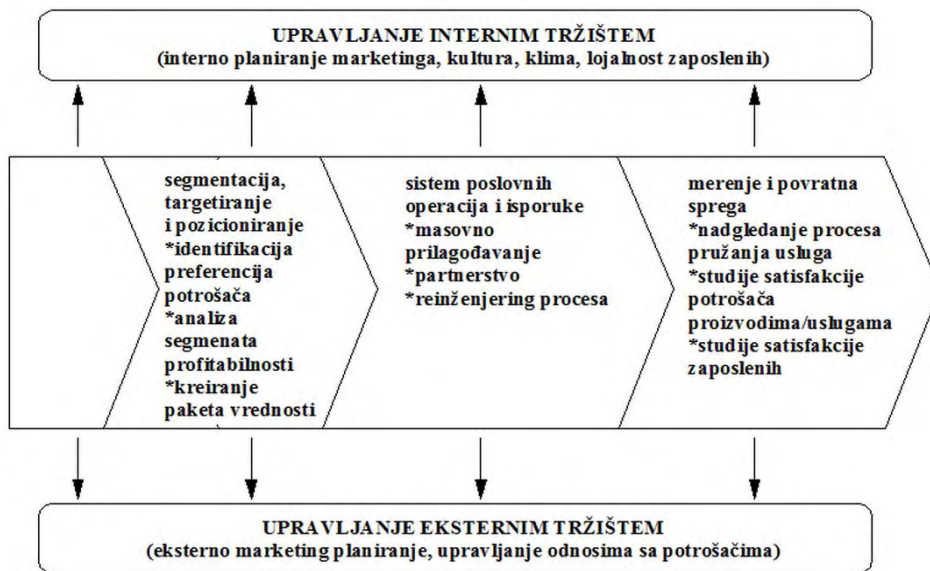 UPRAVLJANJE INTERNIM TRŽIŠTEM
(interno planiranje marketinga, kultura, klima, lojalnost zaposlenih)
segmentacija,
targetiranje
i pozicioniranje
*identifikacija
preferencija
potrošača
*analiza
segmenata
profitabilnosti
*kreiranje
paketa vrednosti
sistem poslovnih
operacija i isporuke
*masovno
prilagođavanje
*partnerstvo
*reinženjering procesa
merenje i povratna
sprega
*nadgledanje procesa
pružanja usluga
*studije satisfakcije
potrošača
proizvodima/uslugama
*studije satisfakcije
zaposlenih
UPRAVLJANJE EKSTERNIM TRŽIŠTEM
(eksterno marketing planiranje, upravljanje odnosima sa potrošačima)